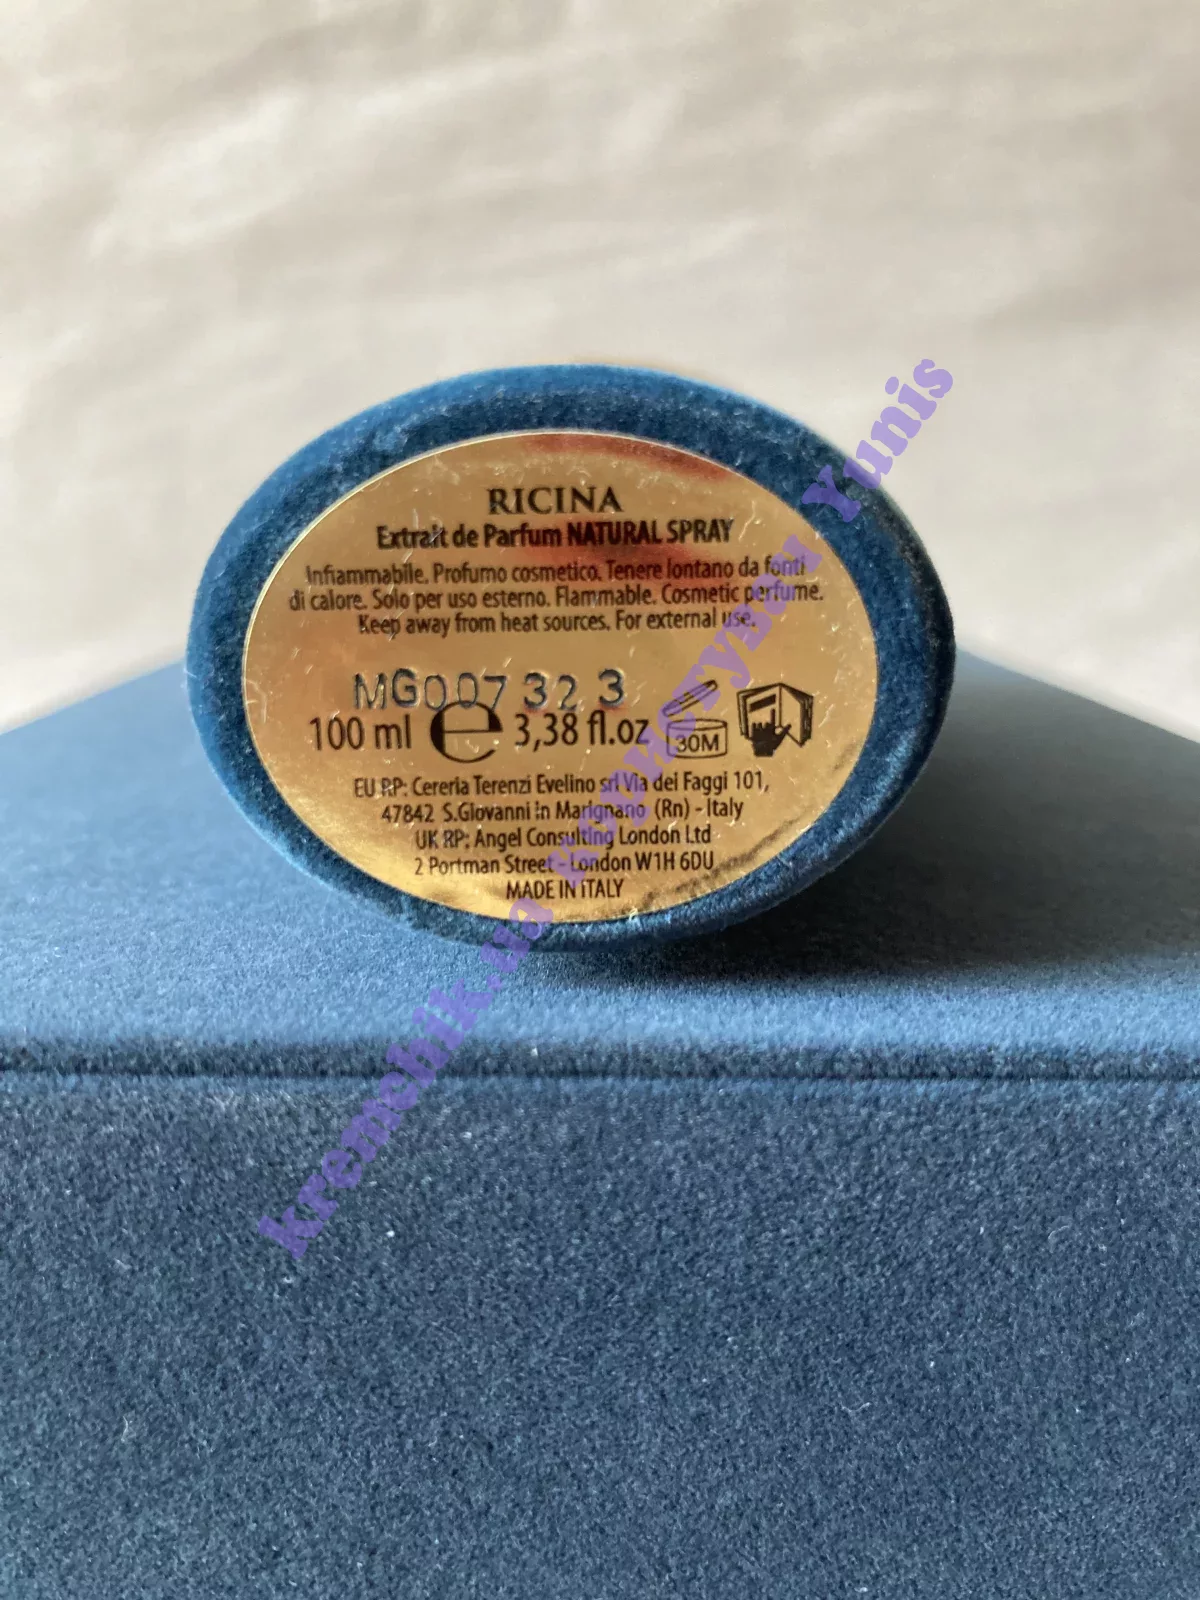 RICINA
Extrait de Parfum NATURAL SPRAY
Infiammabile. Profumo cosmetico. Tenere lontano da fonti
di calore. Solo per uso esterno. Flammable. Cosmetic perfume.
Keep away from heat sources. For external use.
MG007 32 3
100 ml e 3,38 fl.oz 30M
EU RP: Cereria Terenzi Evelino srl Via dei Faggi 101,
47842 S.Giovanni in Marignano (Rn) - Italy
UK RP: Angel Consulting London Ltd
2 Portman Street - London W1H 6DU
MADE IN ITALY
kremchik.ua Yunis